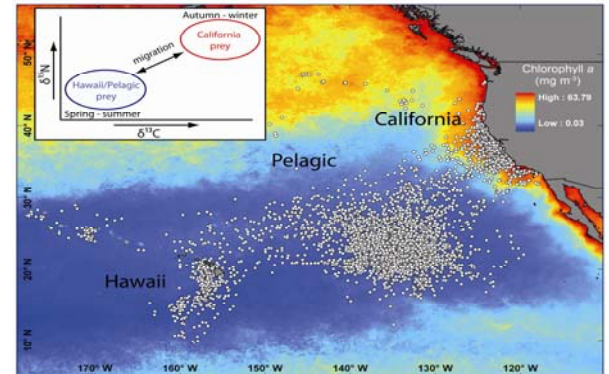 Autumn - winter
California
prey
migration
Hawaii/Pelagic
prey
Spring - summer
δ¹⁵N
δ¹³C
Chlorophyll a
(mg m⁻³)
High : 63.79
Low : 0.03
California
Pelagic
Hawaii
50° N
40° N
30° N
20° N
10° N
170° W
160° W
150° W
140° W
130° W
120° W